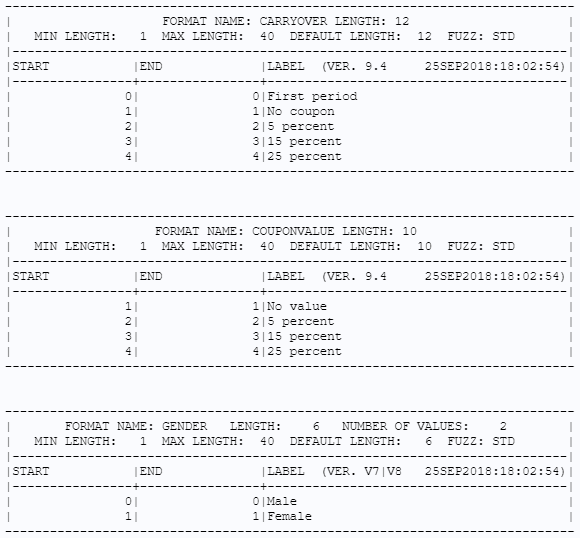 --------------------------------------------------------------------------
|                    FORMAT NAME: CARRYOVER LENGTH: 12                     |
|   MIN LENGTH:   1  MAX LENGTH:  40  DEFAULT LENGTH:  12  FUZZ: STD       |
|--------------------------------------------------------------------------|
|START           |END             |LABEL  (VER. 9.4     25SEP2018:18:02:54)|
|----------------+----------------+----------------------------------------|
|               0|               0|First period                            |
|               1|               1|No coupon                               |
|               2|               2|5 percent                               |
|               3|               3|15 percent                              |
|               4|               4|25 percent                              |
--------------------------------------------------------------------------
--------------------------------------------------------------------------
|                   FORMAT NAME: COUPONVALUE LENGTH: 10                    |
|   MIN LENGTH:   1  MAX LENGTH:  40  DEFAULT LENGTH:  10  FUZZ: STD       |
|--------------------------------------------------------------------------|
|START           |END             |LABEL  (VER. 9.4     25SEP2018:18:02:54)|
|----------------+----------------+----------------------------------------|
|               1|               1|No value                                |
|               2|               2|5 percent                               |
|               3|               3|15 percent                              |
|               4|               4|25 percent                              |
--------------------------------------------------------------------------
--------------------------------------------------------------------------
|       FORMAT NAME: GENDER   LENGTH:    6   NUMBER OF VALUES:    2        |
|   MIN LENGTH:   1  MAX LENGTH:  40  DEFAULT LENGTH:   6  FUZZ: STD       |
|--------------------------------------------------------------------------|
|START           |END             |LABEL  (VER. V7|V8   25SEP2018:18:02:54)|
|----------------+----------------+----------------------------------------|
|               0|               0|Male                                    |
|               1|               1|Female                                  |
--------------------------------------------------------------------------